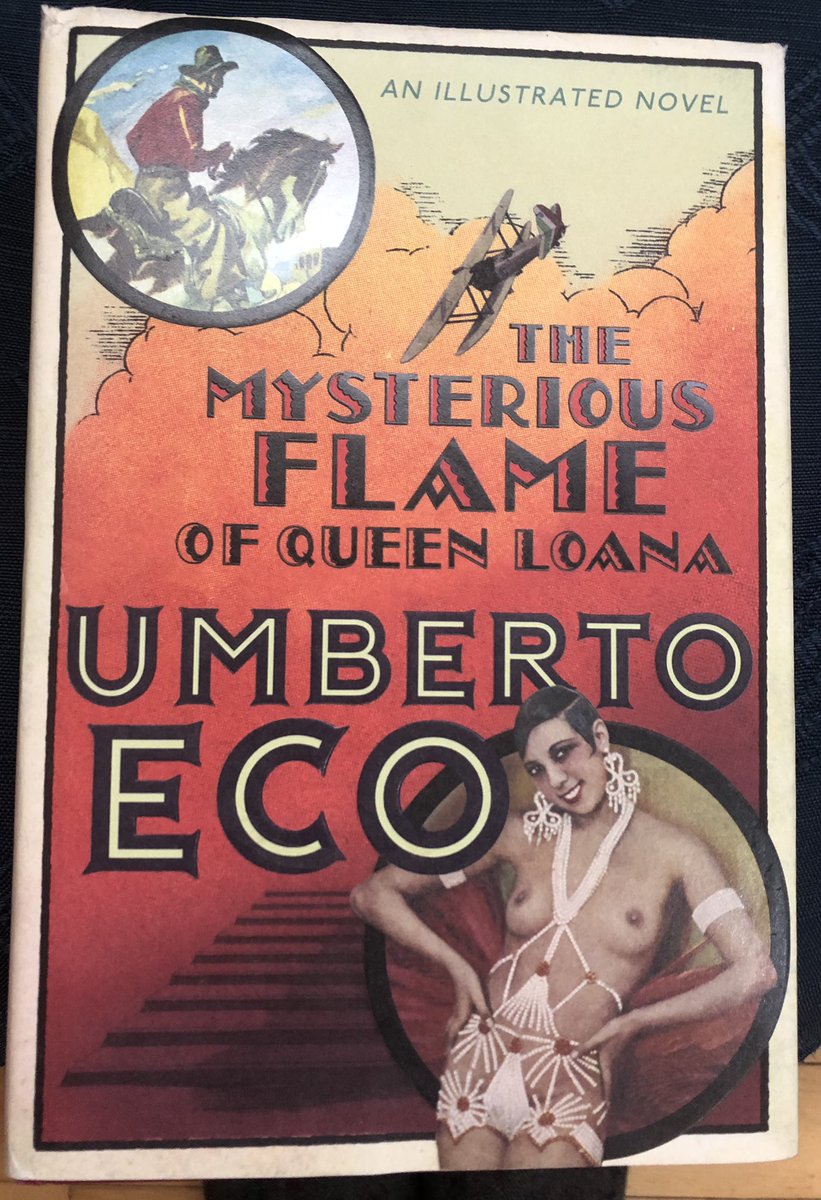 AN ILLUSTRATED NOVEL
THE
MYSTERIOUS
FLAME
OF QUEEN LOANA
UMBERTO
ECO